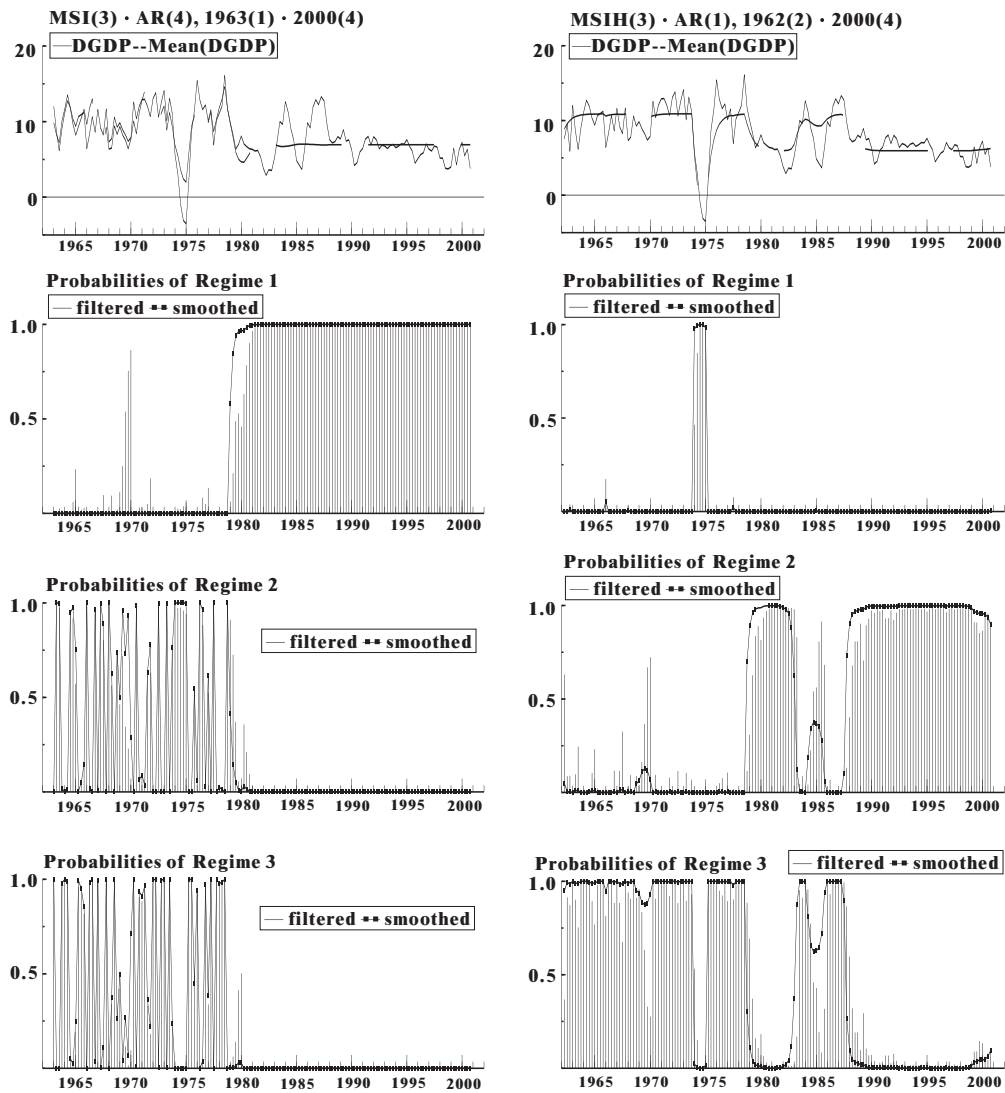 MSI(3) · AR(4), 1963(1) · 2000(4)
DGDP--Mean(DGDP)
20
10
0
1965 1970 1975 1980 1985 1990 1995 2000
Probabilities of Regime 1
filtered smoothed
1.0
0.5
1965 1970 1975 1980 1985 1990 1995 2000
Probabilities of Regime 2
filtered smoothed
1.0
0.5
1965 1970 1975 1980 1985 1990 1995 2000
Probabilities of Regime 3
filtered smoothed
1.0
0.5
1965 1970 1975 1980 1985 1990 1995 2000
MSIH(3) · AR(1), 1962(2) · 2000(4)
DGDP--Mean(DGDP)
20
10
0
1965 1970 1975 1980 1985 1990 1995 2000
Probabilities of Regime 1
filtered smoothed
1.0
0.5
1965 1970 1975 1980 1985 1990 1995 2000
Probabilities of Regime 2
filtered smoothed
1.0
0.5
1965 1970 1975 1980 1985 1990 1995 2000
Probabilities of Regime 3
filtered smoothed
1.0
0.5
1965 1970 1975 1980 1985 1990 1995 2000